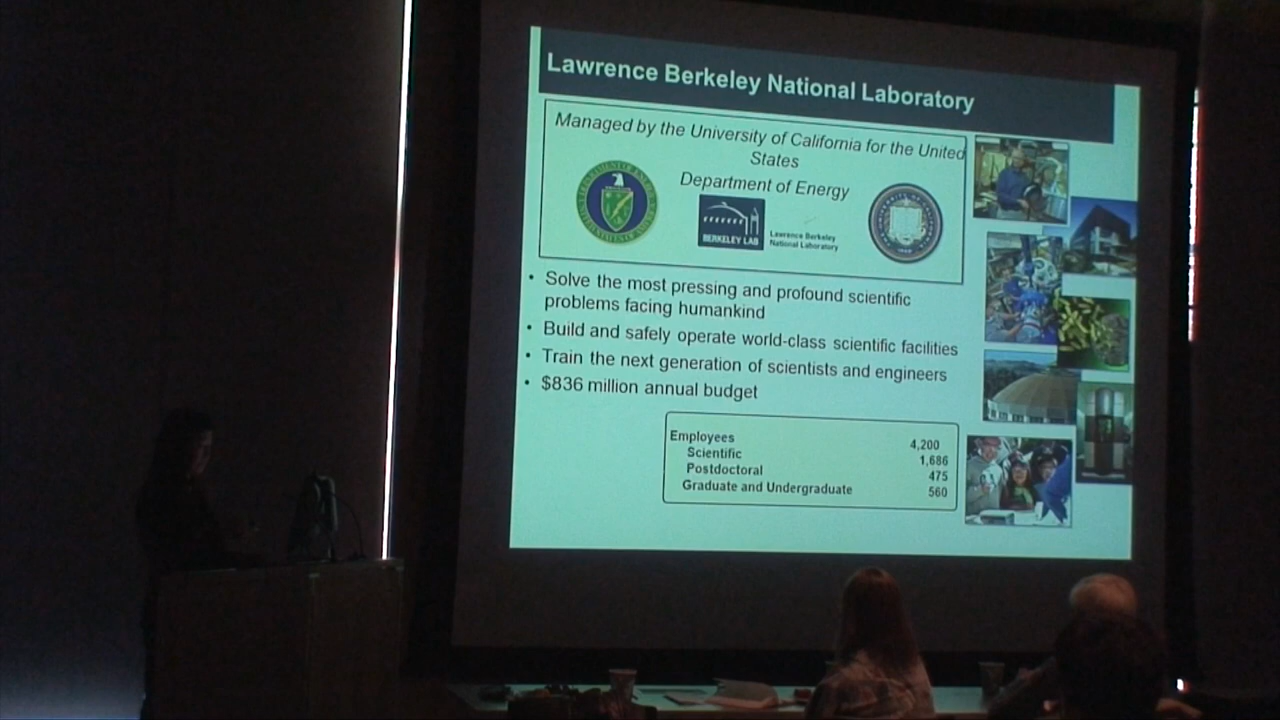 Lawrence Berkeley National Laboratory
Managed by the University of California for the United
States
Department of Energy
BERKELEY LAB
Lawrence Berkeley
National Laboratory
• Solve the most pressing and profound scientific
problems facing humankind
• Build and safely operate world-class scientific facilities
• Train the next generation of scientists and engineers
• $836 million annual budget
Employees 4,200
Scientific 1,686
Postdoctoral 475
Graduate and Undergraduate 560